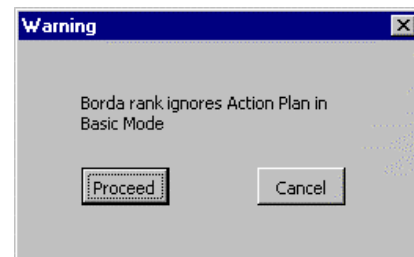 Warning
Borda rank ignores Action Plan in
Basic Mode
Proceed
Cancel